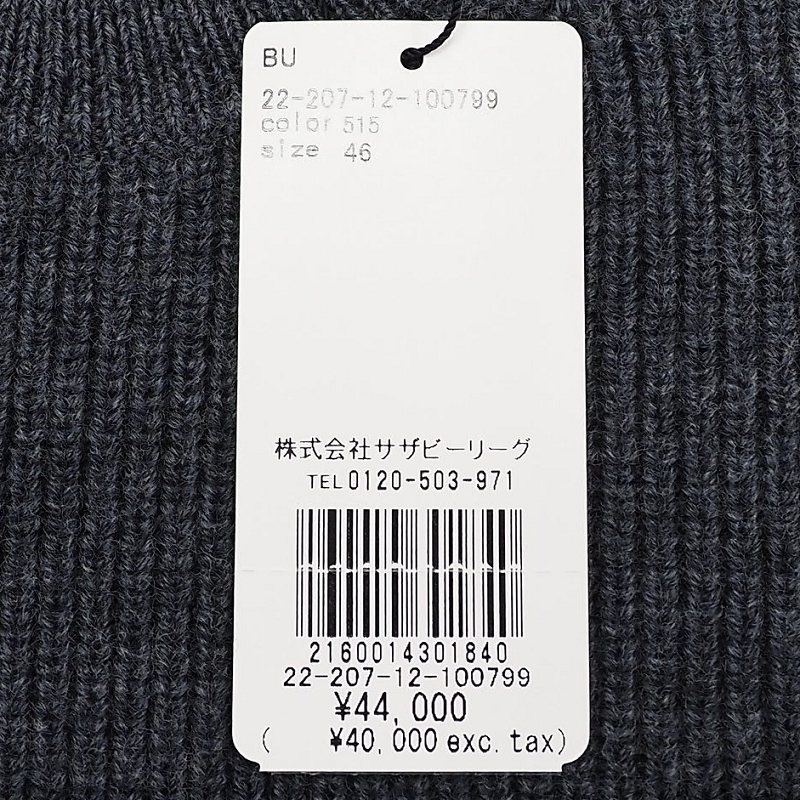 BU
22-207-12-100799
color 515
size 46
株式会社サザビーリーグ
TEL 0120-503-971
2160014301840
22-207-12-100799
¥44,000
( ¥40,000 exc. tax)